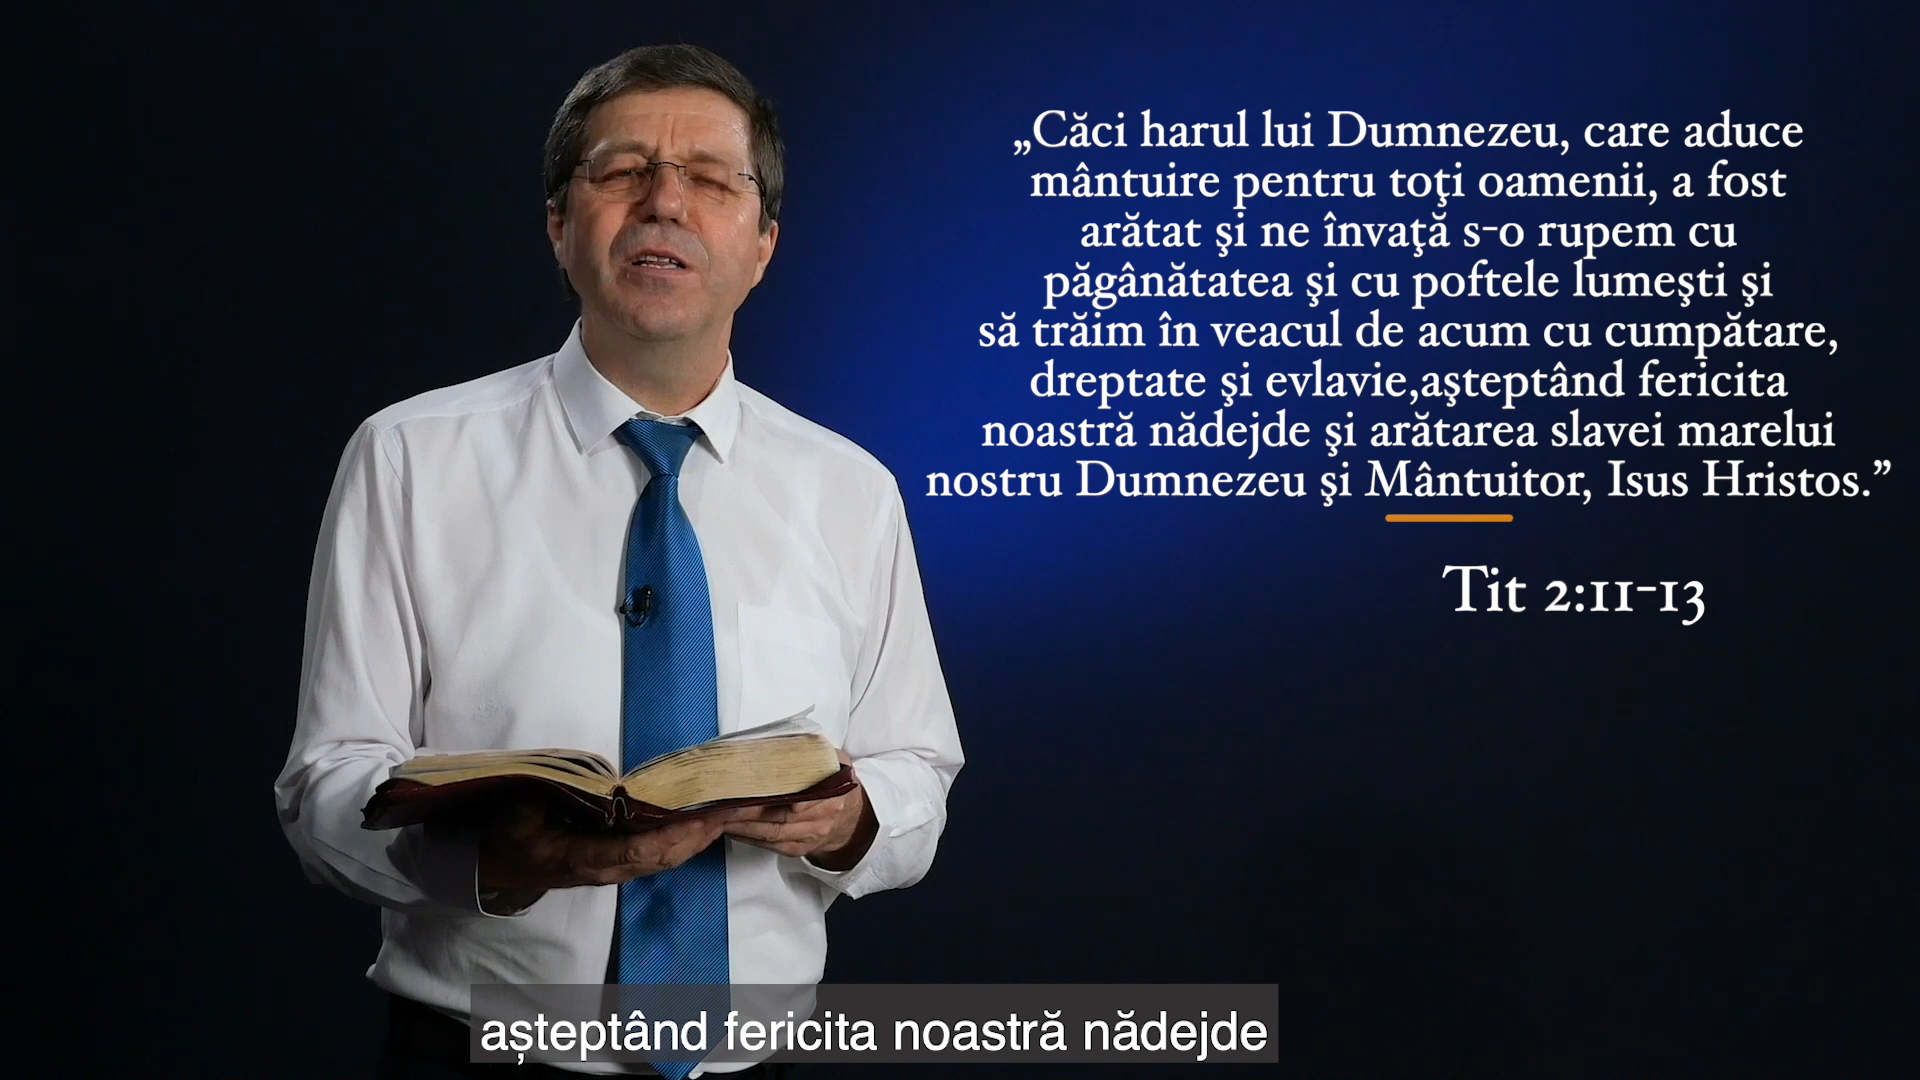 „Căci harul lui Dumnezeu, care aduce
mântuire pentru toţi oamenii, a fost
arătat şi ne învaţă s-o rupem cu
păgânătatea şi cu poftele lumeşti şi
să trăim în veacul de acum cu cumpătare,
dreptate şi evlavie,aşteptând fericita
noastră nădejde şi arătarea slavei marelui
nostru Dumnezeu şi Mântuitor, Isus Hristos.”
Tit 2:11-13
așteptând fericita noastră nădejde